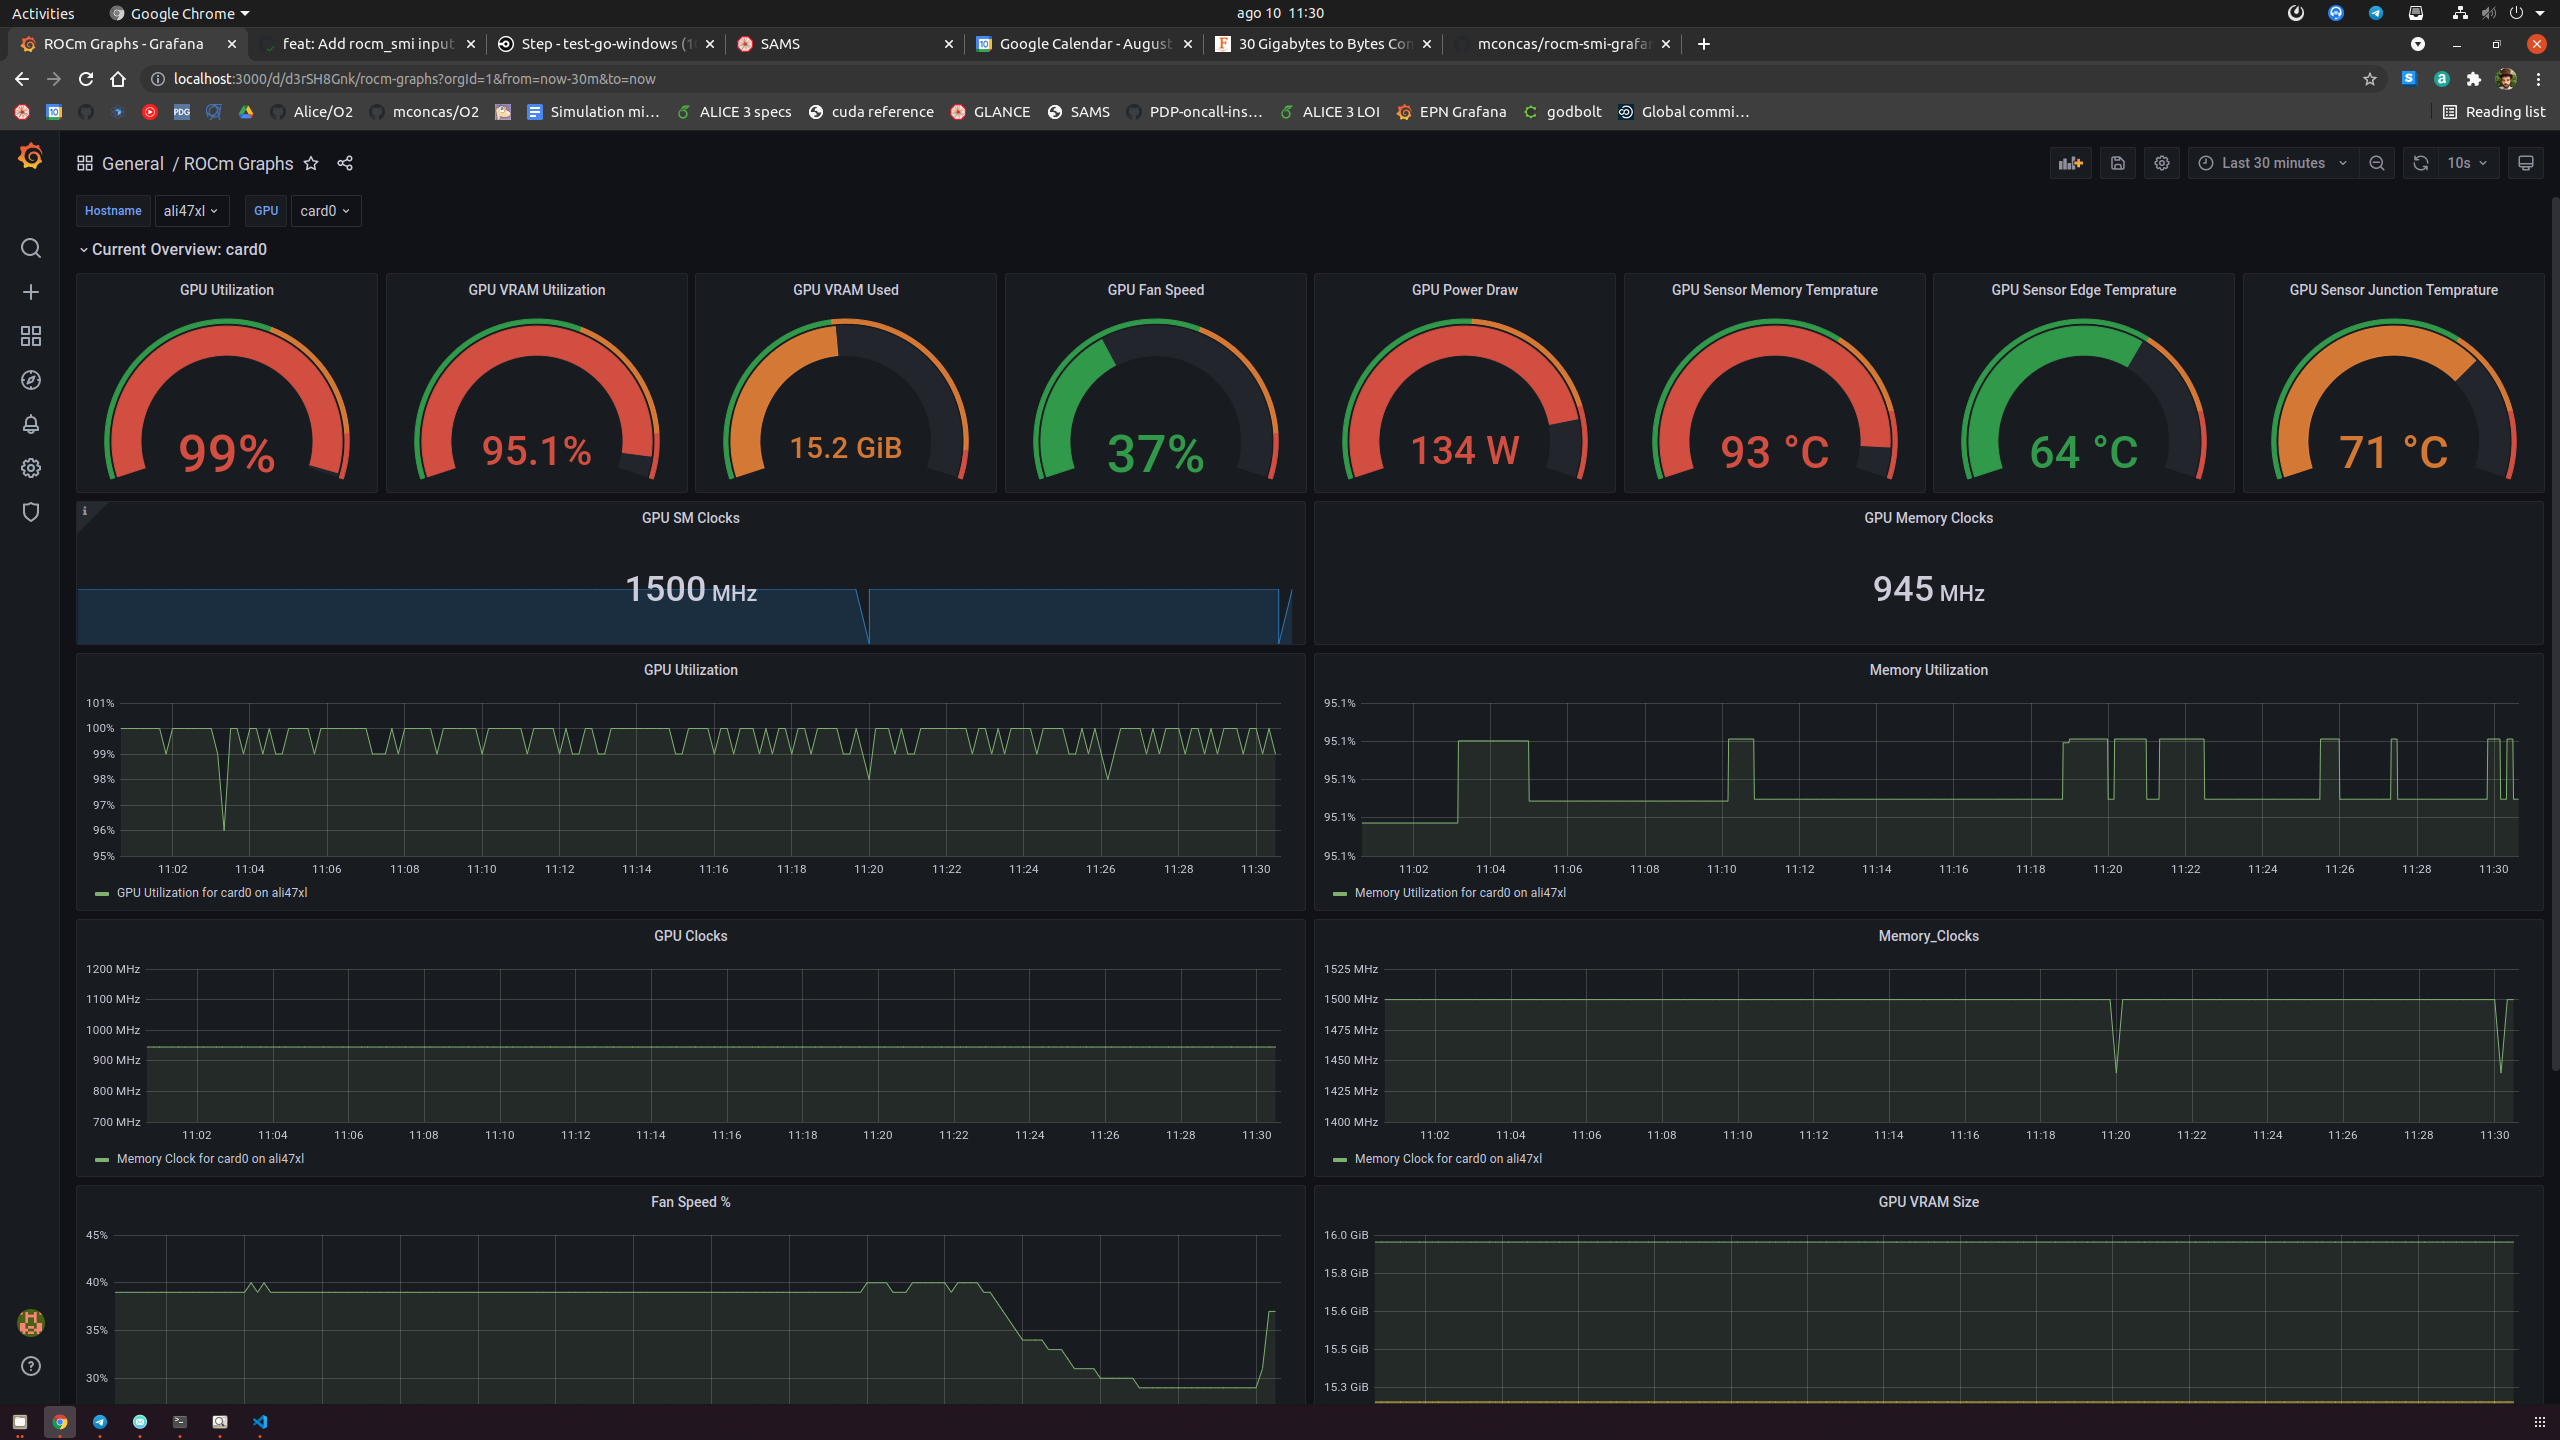 Activities
Google Chrome
ago 10 11:30
ROCm Graphs - Grafana
feat: Add rocm_smi input
Step - test-go-windows (1
SAMS
Google Calendar - August
30 Gigabytes to Bytes Con
mconcas/rocm-smi-grafan
localhost:3000/d/d3rSH8Gnk/rocm-graphs?orgId=1&from=now-30m&to=now
Alice/O2
mconcas/O2
Simulation mi…
ALICE 3 specs
cuda reference
GLANCE
SAMS
PDP-oncall-ins…
ALICE 3 LOI
EPN Grafana
godbolt
Global commi…
Reading list
General / ROCm Graphs
Last 30 minutes
10s
Hostname
ali47xl
GPU
card0
Current Overview: card0
GPU Utilization
99%
GPU VRAM Utilization
95.1%
GPU VRAM Used
15.2 GiB
GPU Fan Speed
37%
GPU Power Draw
134 W
GPU Sensor Memory Temprature
93 °C
GPU Sensor Edge Temprature
64 °C
GPU Sensor Junction Temprature
71 °C
GPU SM Clocks
1500 MHz
GPU Memory Clocks
945 MHz
GPU Utilization
101%
100%
99%
98%
97%
96%
95%
11:02 11:04 11:06 11:08 11:10 11:12 11:14 11:16 11:18 11:20 11:22 11:24 11:26 11:28 11:30
GPU Utilization for card0 on ali47xl
Memory Utilization
95.1%
95.1%
95.1%
95.1%
95.1%
11:02 11:04 11:06 11:08 11:10 11:12 11:14 11:16 11:18 11:20 11:22 11:24 11:26 11:28 11:30
Memory Utilization for card0 on ali47xl
GPU Clocks
1200 MHz
1100 MHz
1000 MHz
900 MHz
800 MHz
700 MHz
11:02 11:04 11:06 11:08 11:10 11:12 11:14 11:16 11:18 11:20 11:22 11:24 11:26 11:28 11:30
Memory Clock for card0 on ali47xl
Memory_Clocks
1525 MHz
1500 MHz
1475 MHz
1450 MHz
1425 MHz
1400 MHz
11:02 11:04 11:06 11:08 11:10 11:12 11:14 11:16 11:18 11:20 11:22 11:24 11:26 11:28 11:30
Memory Clock for card0 on ali47xl
Fan Speed %
45%
40%
35%
30%
GPU VRAM Size
16.0 GiB
15.8 GiB
15.6 GiB
15.5 GiB
15.3 GiB